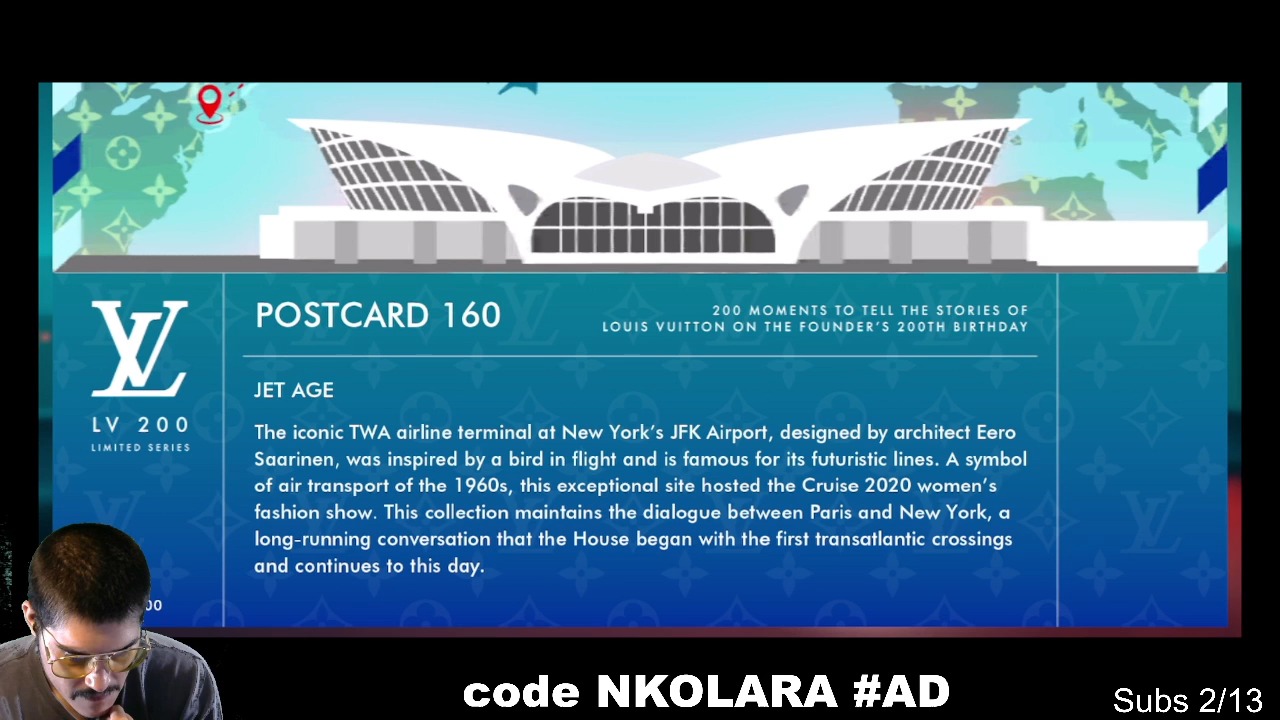 POSTCARD 160
200 MOMENTS TO TELL THE STORIES OF
LOUIS VUITTON ON THE FOUNDER'S 200TH BIRTHDAY
LV
LV 200
LIMITED SERIES
JET AGE
The iconic TWA airline terminal at New York's JFK Airport, designed by architect Eero
Saarinen, was inspired by a bird in flight and is famous for its futuristic lines. A symbol
of air transport of the 1960s, this exceptional site hosted the Cruise 2020 women's
fashion show. This collection maintains the dialogue between Paris and New York, a
long-running conversation that the House began with the first transatlantic crossings
and continues to this day.
code NKOLARA #AD
Subs 2/13